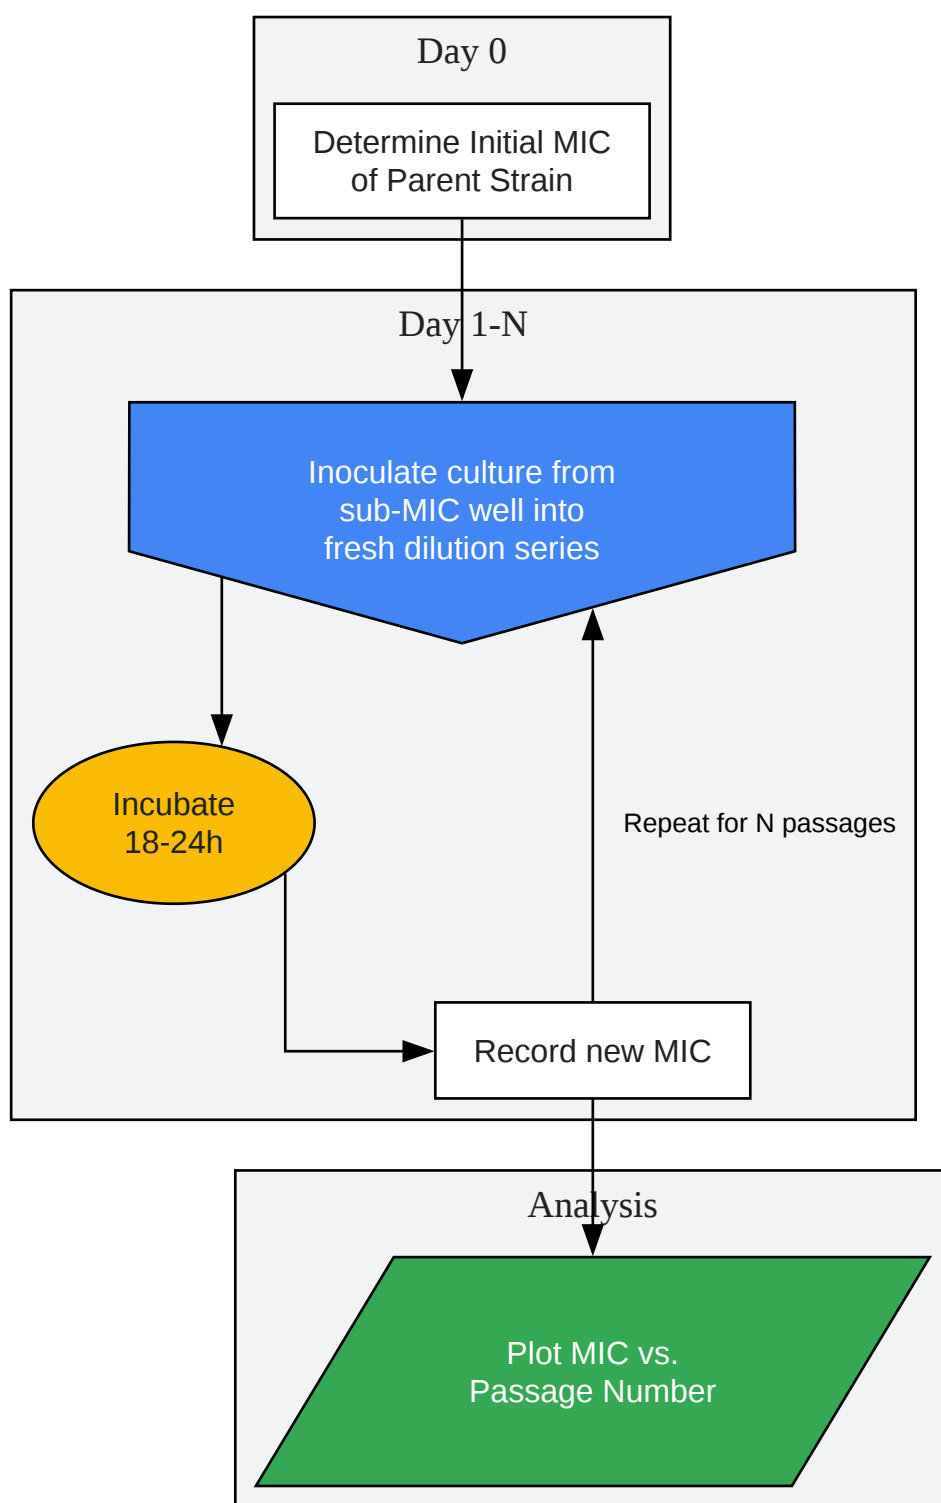 Day 0
Determine Initial MIC
of Parent Strain
Day 1-N
Inoculate culture from
sub-MIC well into
fresh dilution series
Incubate
18-24h
Repeat for N passages
Record new MIC
Analysis
Plot MIC vs.
Passage Number